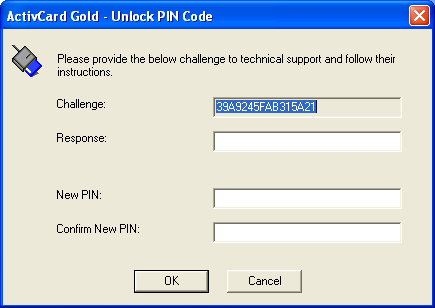 ActivCard Gold - Unlock PIN Code
Please provide the below challenge to technical support and follow their
instructions.
Challenge: 39A9245FAB315A21
Response:
New PIN:
Confirm New PIN:
OK Cancel